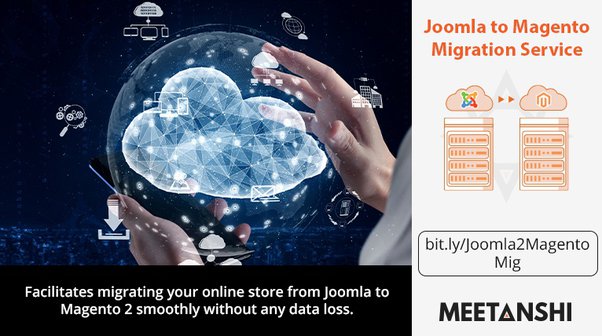 Joomla to Magento
Migration Service
bit.ly/Joomla2Magento
Mig
Facilitates migrating your online store from Joomla to
Magento 2 smoothly without any data loss.
MEETANSHI